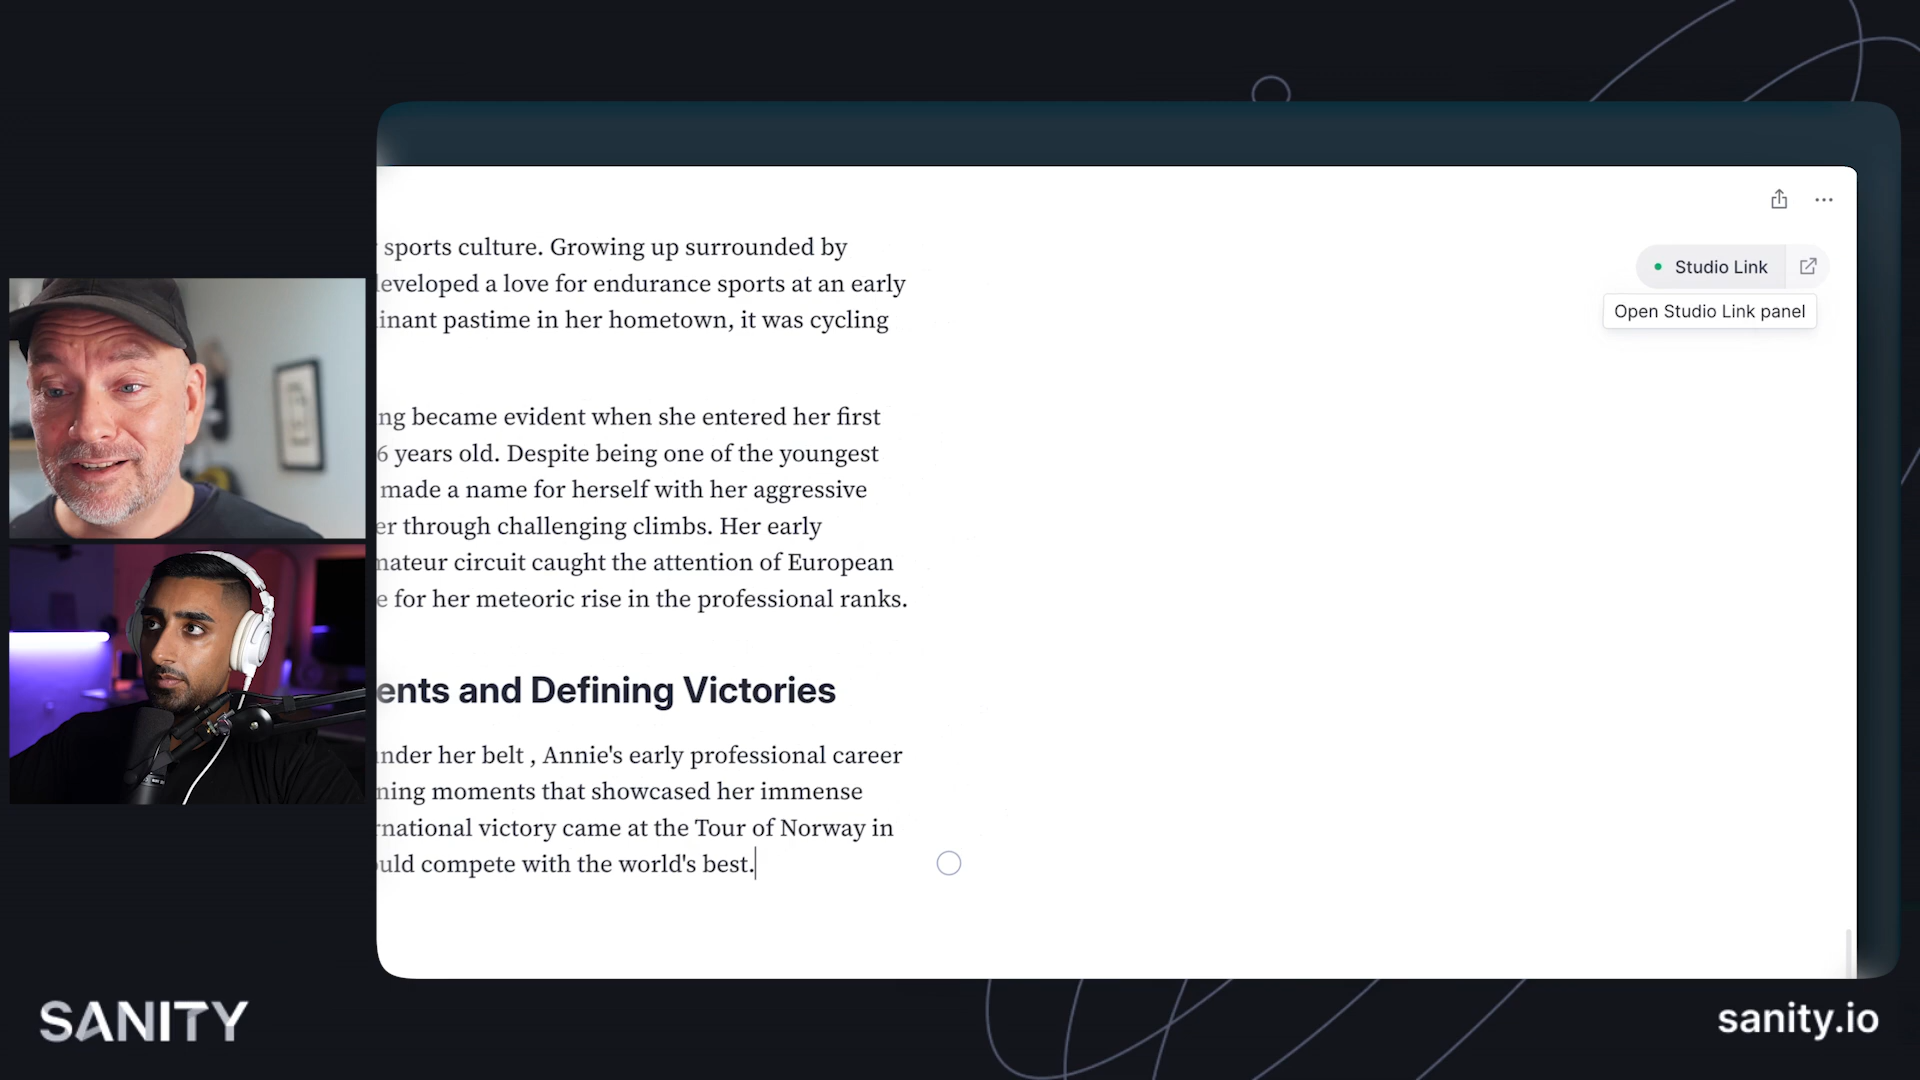 sports culture. Growing up surrounded by
eveloped a love for endurance sports at an early
inant pastime in her hometown, it was cycling
ng became evident when she entered her first
6 years old. Despite being one of the youngest
made a name for herself with her aggressive
er through challenging climbs. Her early
mateur circuit caught the attention of European
e for her meteoric rise in the professional ranks.
ents and Defining Victories
under her belt , Annie's early professional career
ning moments that showcased her immense
rnational victory came at the Tour of Norway in
ould compete with the world's best.
Studio Link
Open Studio Link panel
SANITY
sanity.io